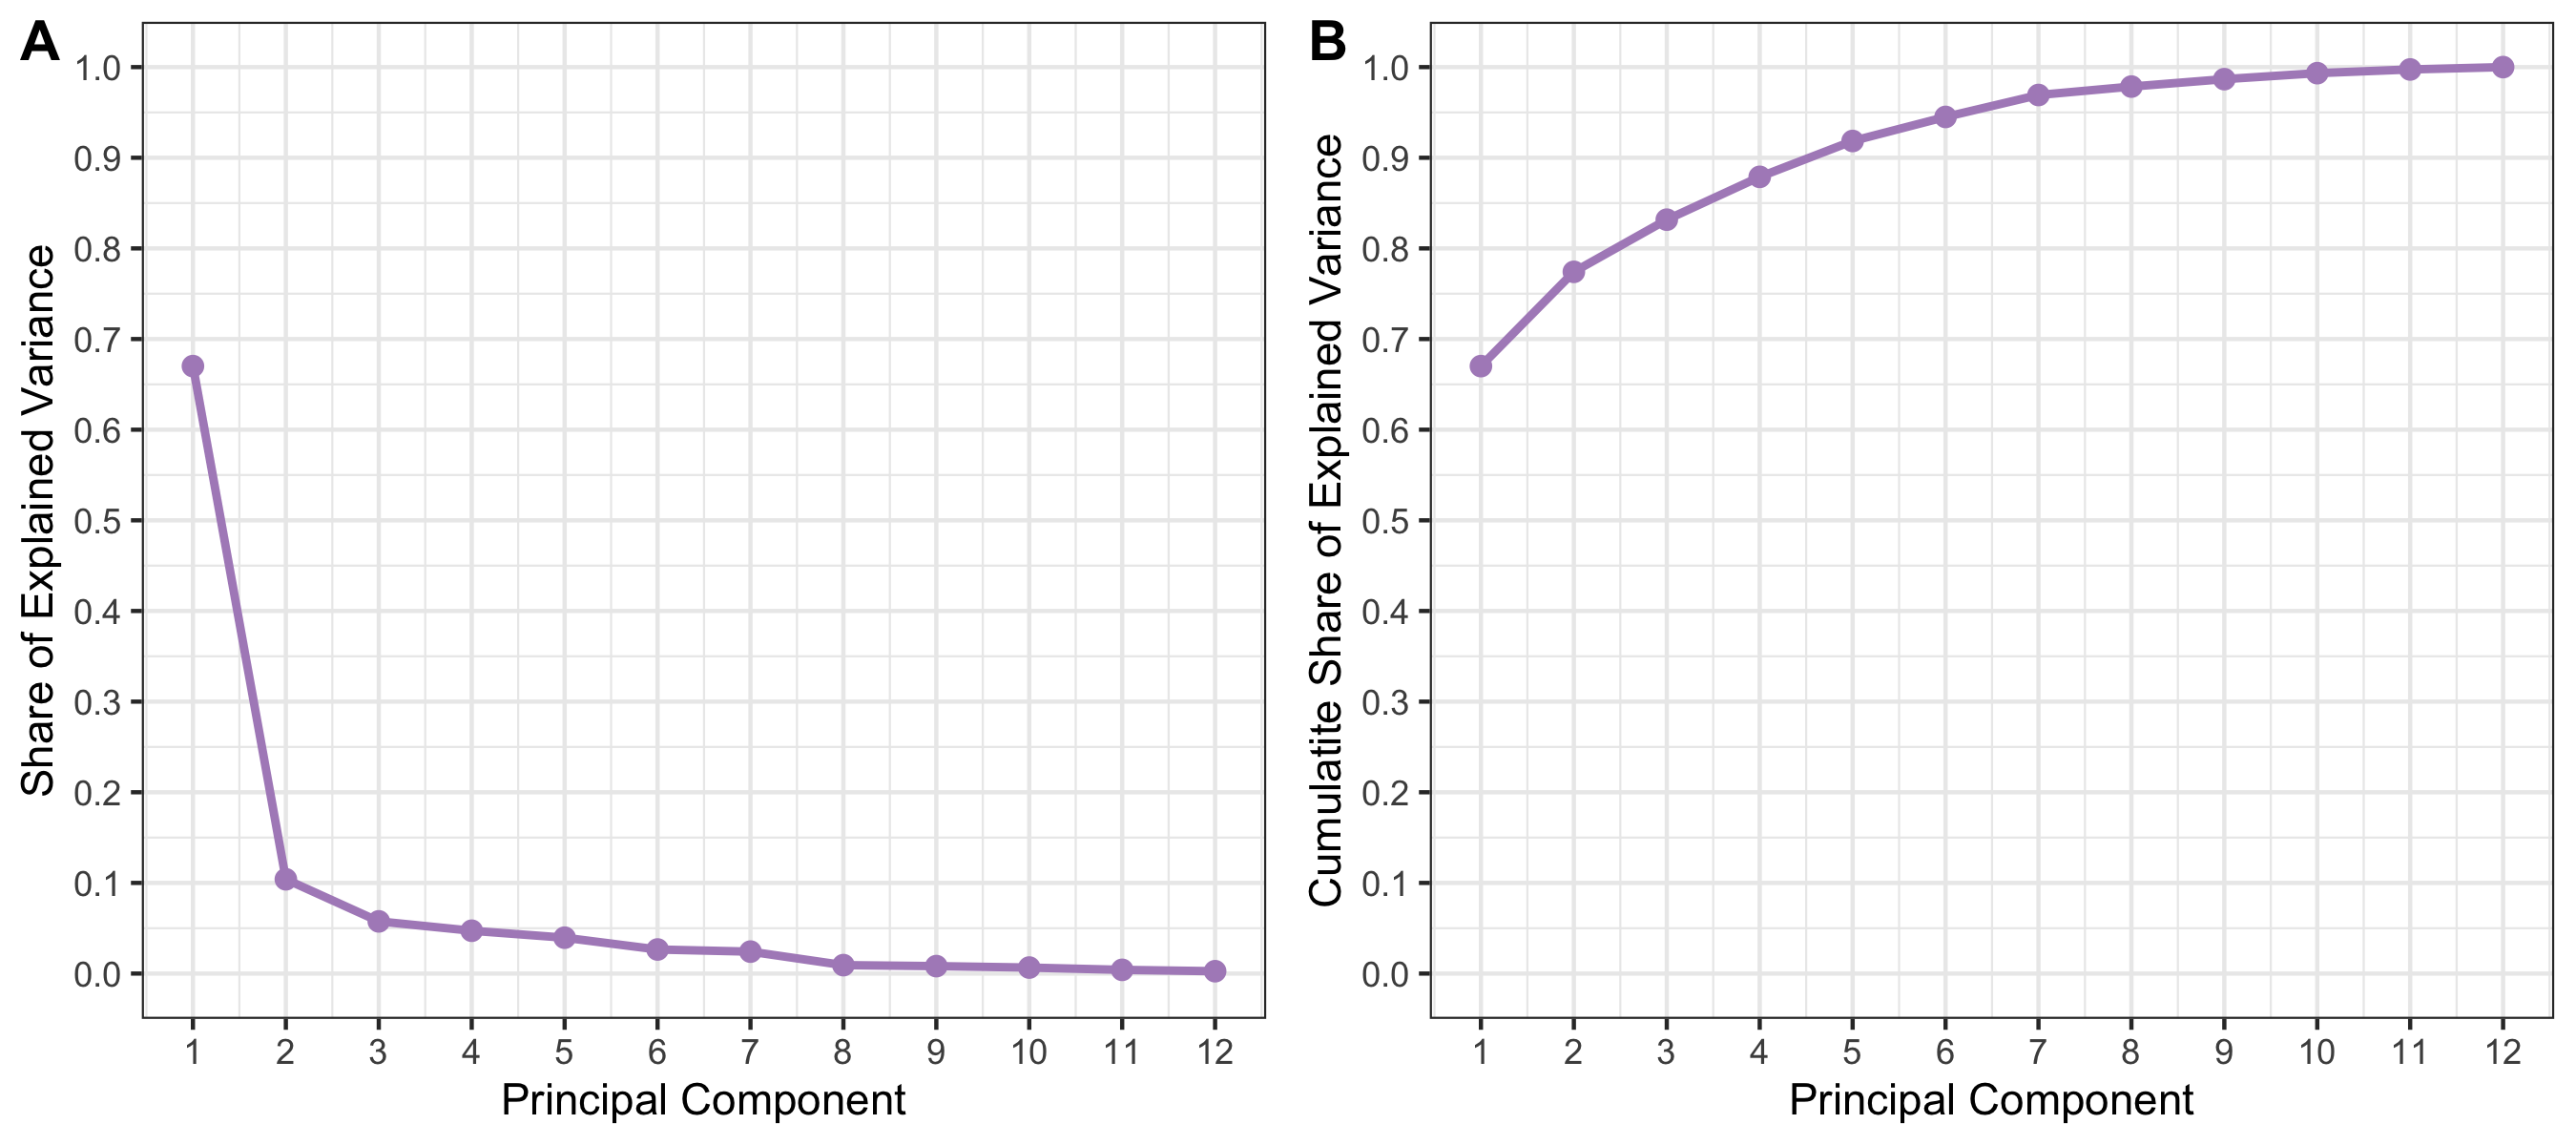 A
1.0
0.9
0.8
0.7
0.6
0.5
0.4
0.3
0.2
0.1
0.0
Share of Explained Variance
1 2 3 4 5 6 7 8 9 10 11 12
Principal Component
B
1.0
0.9
0.8
0.7
0.6
0.5
0.4
0.3
0.2
0.1
0.0
Cumulatite Share of Explained Variance
1 2 3 4 5 6 7 8 9 10 11 12
Principal Component